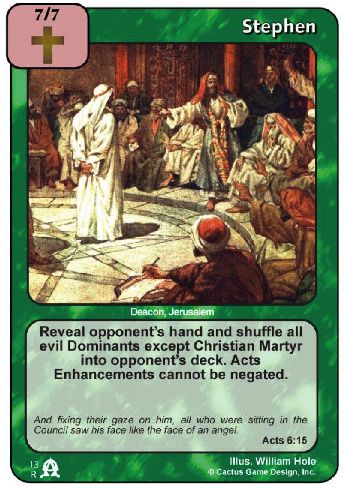 7/7
Stephen
Deacon, Jerusalem
Reveal opponent's hand and shuffle all
evil Dominants except Christian Martyr
into opponent's deck. Acts
Enhancements cannot be negated.
And fixing their gaze on him, all who were sitting in the
Council saw his face like the face of an angel.
Acts 6:15
13
R
Illus. William Hole
© Cactus Game Design, Inc.